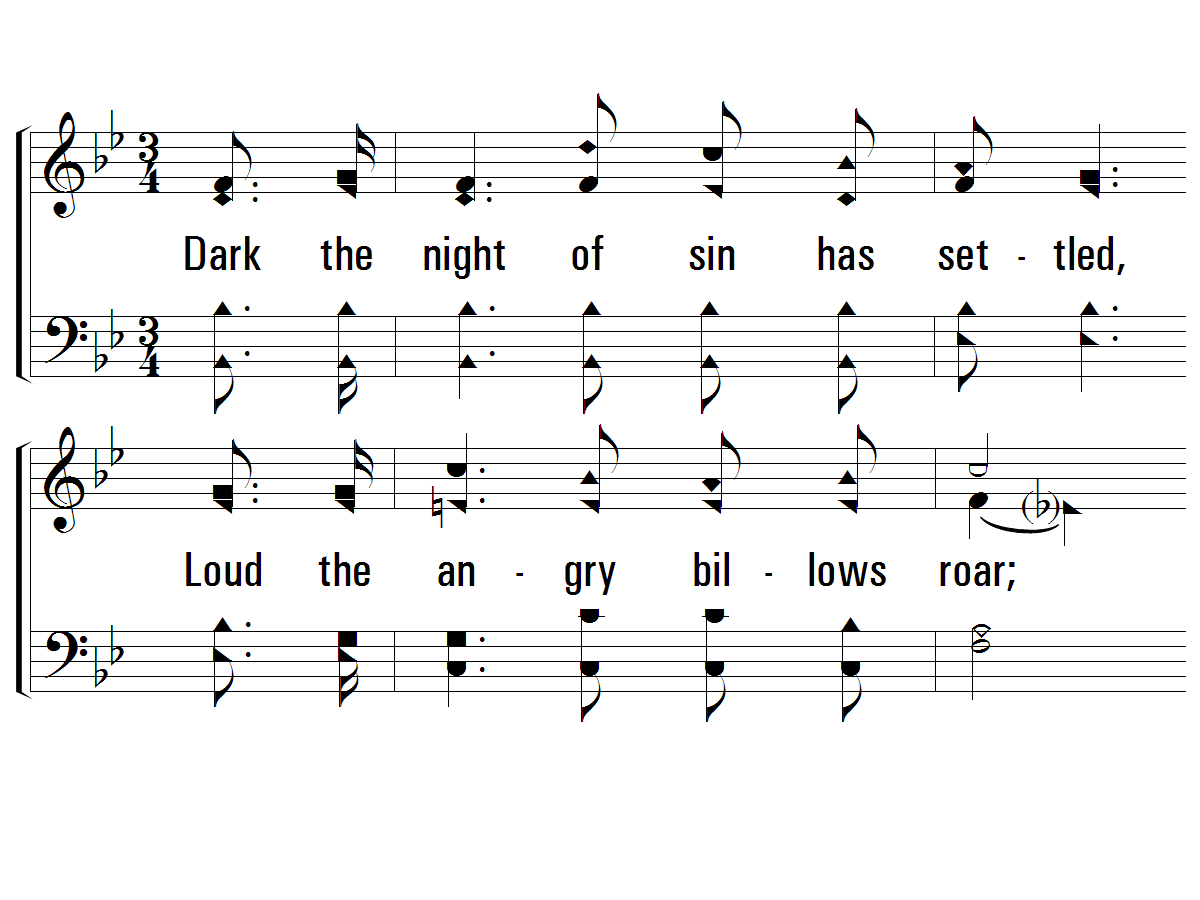 Dark the night of sin has set - tled,
Loud the an - gry bil - lows roar;